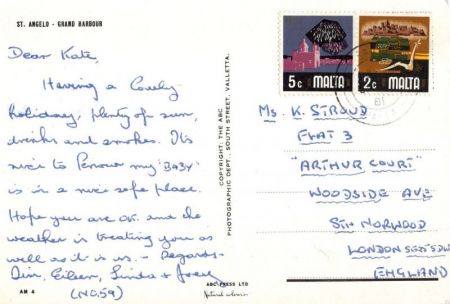 ST. ANGELO - GRAND HARBOUR
Dear Kate,
Having a lovely
holiday, plenty of sun,
drinks and smokes. It's
nice to know my "BABY"
is in a nice safe place.
Hope you are OK. and the
weather is treating you as
well as it is us. - Regards -
Eileen, Linda &
(NO. 59)
AM 4
COPYRIGHT: THE ABC
PHOTOGRAPHIC DEPT., SOUTH STREET, VALLETTA.
ABC PRESS LTD
Natural colours
5c MALTA
2c MALTA
81
Ms. K. STROUD
FLAT 3
"ARTHUR COURT"
WOODSIDE AVE
STH NORWOOD
LONDON
ENGLAND